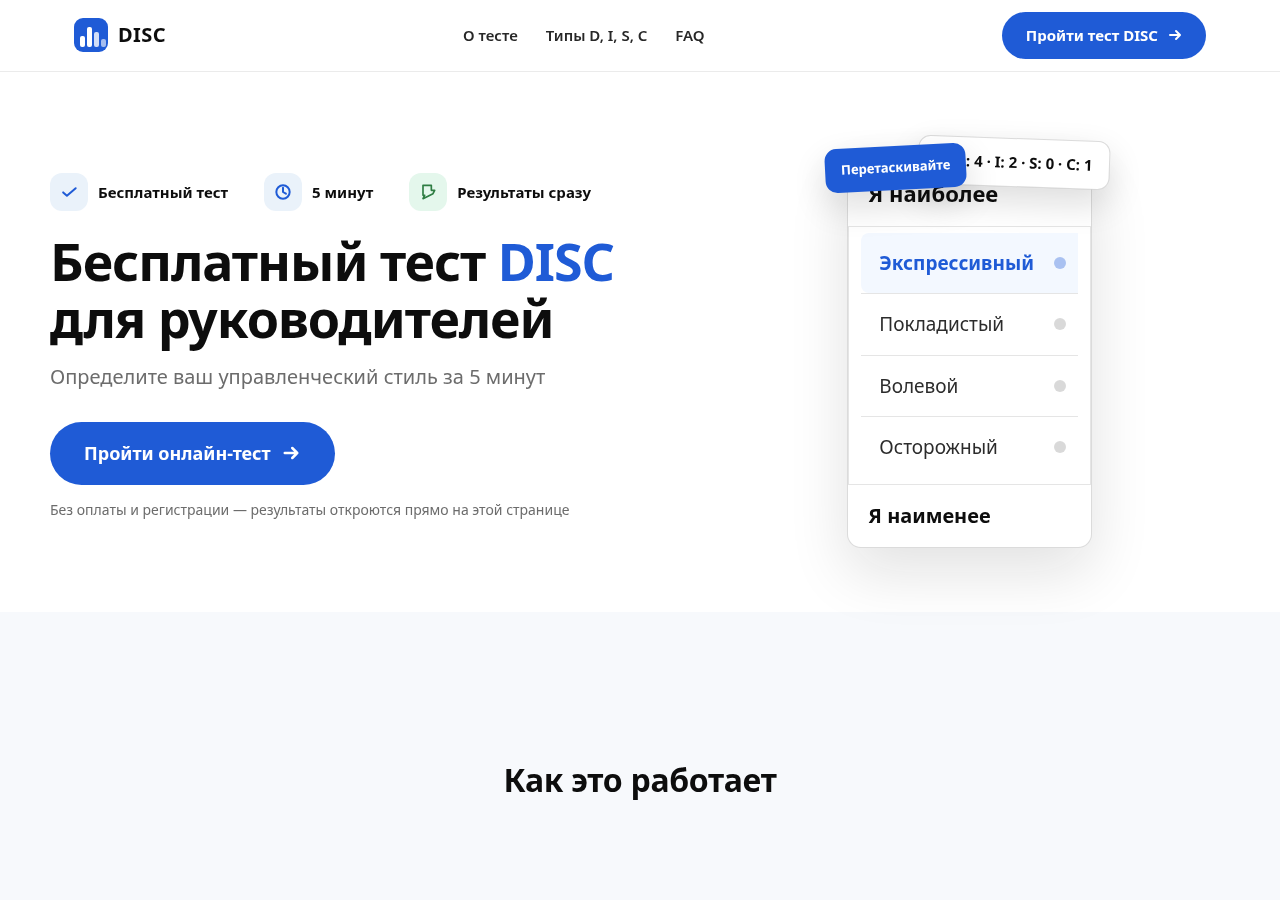 DISC
О тесте
Типы D, I, S, C
FAQ
Пройти тест DISC
Бесплатный тест
5 минут
Результаты сразу
Бесплатный тест DISC
для руководителей
Определите ваш управленческий стиль за 5 минут
Пройти онлайн-тест
Без оплаты и регистрации — результаты откроются прямо на этой странице
Перетаскивайте
: 4 · I: 2 · S: 0 · C: 1
Я наиболее
Экспрессивный
Покладистый
Волевой
Осторожный
Я наименее
Как это работает